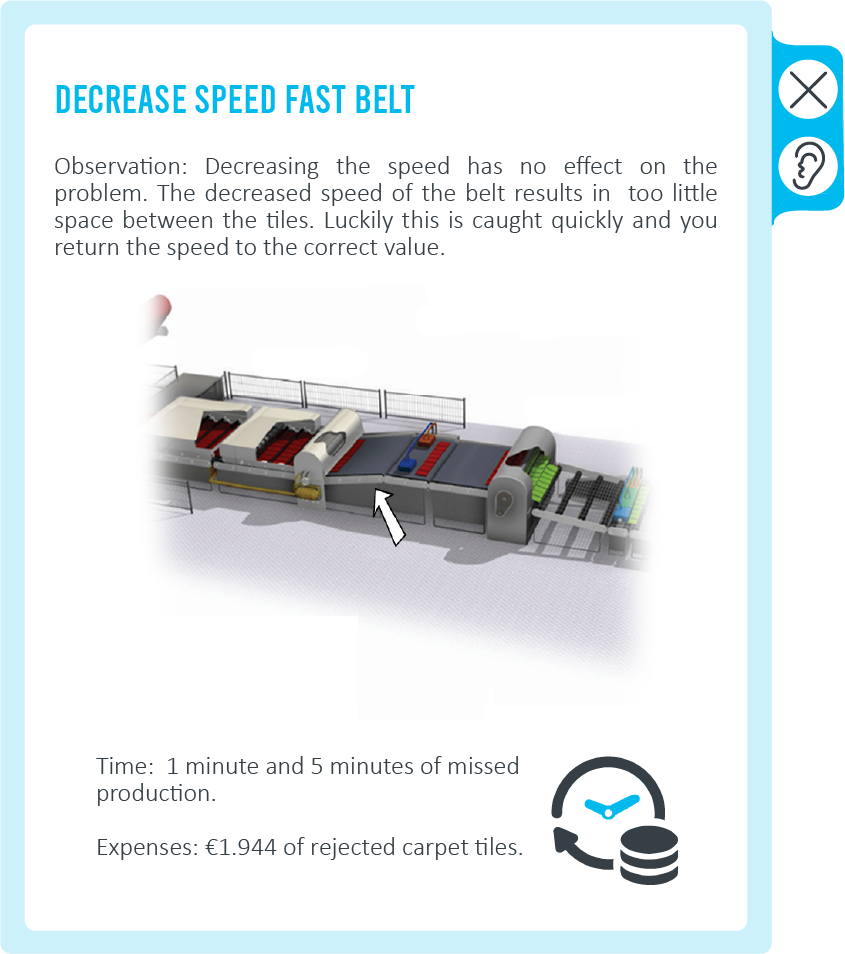 DECREASE SPEED FAST BELT
Observation: Decreasing the speed has no effect on the
problem. The decreased speed of the belt results in  too little
space between the tiles. Luckily this is caught quickly and you
return the speed to the correct value.
Time:  1 minute and 5 minutes of missed
production.
Expenses: €1.944 of rejected carpet tiles.